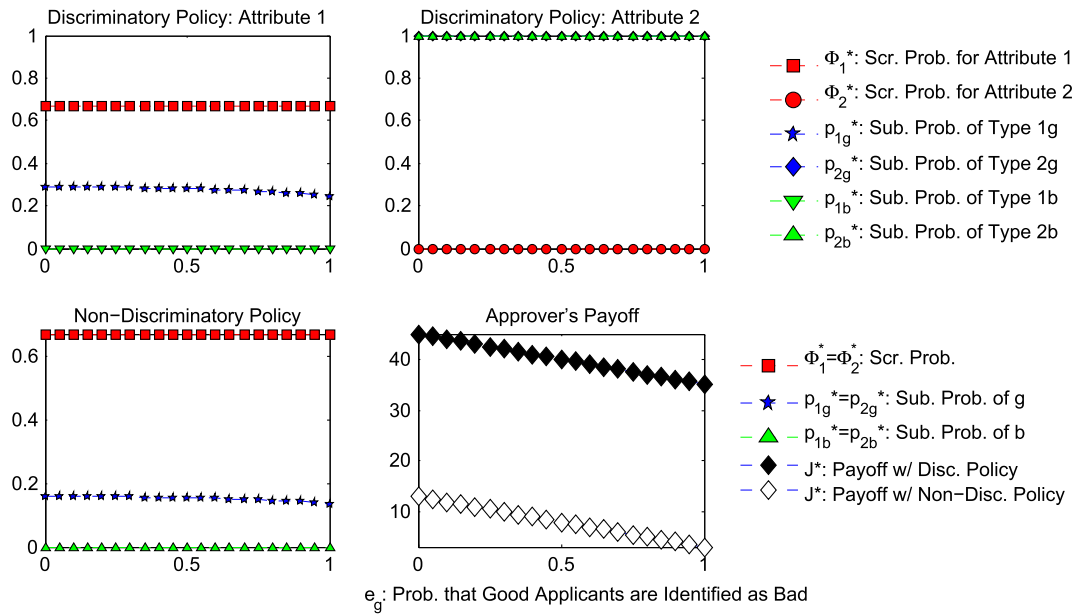 Discriminatory Policy: Attribute 1
1
0.8
0.6
0.4
0.2
0
0 0.5 1
Discriminatory Policy: Attribute 2
1
0.8
0.6
0.4
0.2
0
0 0.5 1
Φ1*: Scr. Prob. for Attribute 1
Φ2*: Scr. Prob. for Attribute 2
p1g*: Sub. Prob. of Type 1g
p2g*: Sub. Prob. of Type 2g
p1b*: Sub. Prob. of Type 1b
p2b*: Sub. Prob. of Type 2b
Non−Discriminatory Policy
0.6
0.4
0.2
0
0 0.5 1
Approver's Payoff
40
30
20
10
0 0.5 1
Φ1*=Φ2*: Scr. Prob.
p1g*=p2g*: Sub. Prob. of g
p1b*=p2b*: Sub. Prob. of b
J*: Payoff w/ Disc. Policy
J*: Payoff w/ Non−Disc. Policy
eg: Prob. that Good Applicants are Identified as Bad